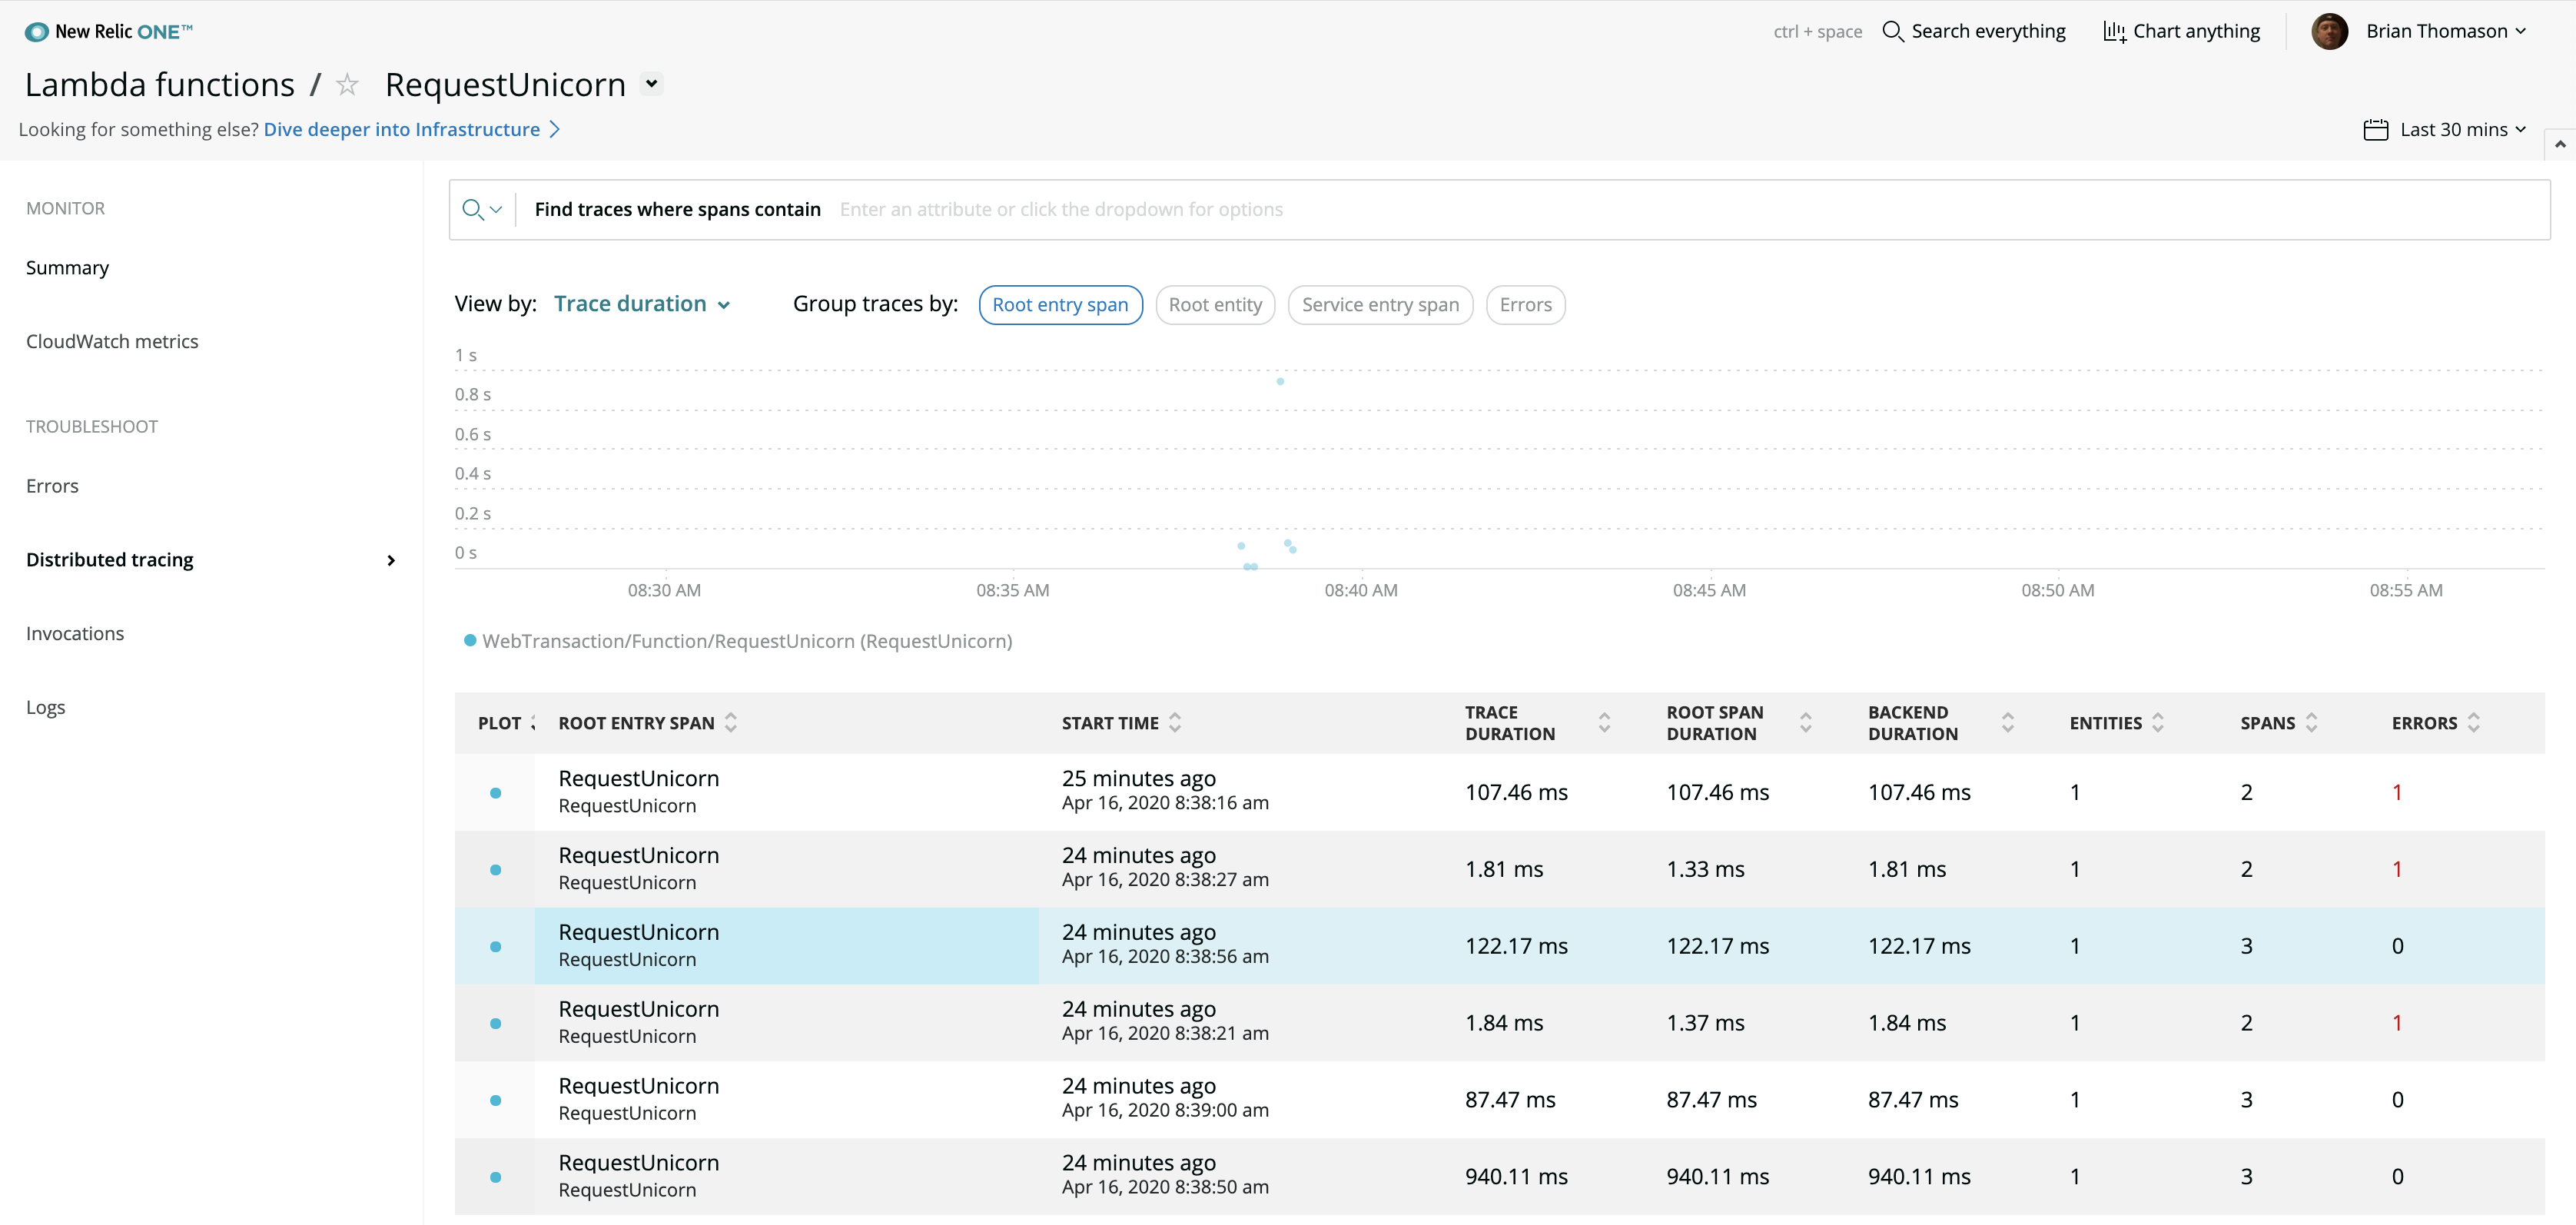 New Relic ONE™
ctrl + space Search everything Chart anything Brian Thomason
Lambda functions / RequestUnicorn
Looking for something else? Dive deeper into Infrastructure
Last 30 mins
MONITOR
Summary
CloudWatch metrics
TROUBLESHOOT
Errors
Distributed tracing
Invocations
Logs
Find traces where spans contain Enter an attribute or click the dropdown for options
View by: Trace duration Group traces by: Root entry span Root entity Service entry span Errors
1 s
0.8 s
0.6 s
0.4 s
0.2 s
0 s
08:30 AM 08:35 AM 08:40 AM 08:45 AM 08:50 AM 08:55 AM
WebTransaction/Function/RequestUnicorn (RequestUnicorn)
PLOT ROOT ENTRY SPAN START TIME TRACE DURATION ROOT SPAN DURATION BACKEND DURATION ENTITIES SPANS ERRORS
RequestUnicorn 25 minutes ago
RequestUnicorn Apr 16, 2020 8:38:16 am 107.46 ms 107.46 ms 107.46 ms 1 2 1
RequestUnicorn 24 minutes ago
RequestUnicorn Apr 16, 2020 8:38:27 am 1.81 ms 1.33 ms 1.81 ms 1 2 1
RequestUnicorn 24 minutes ago
RequestUnicorn Apr 16, 2020 8:38:56 am 122.17 ms 122.17 ms 122.17 ms 1 3 0
RequestUnicorn 24 minutes ago
RequestUnicorn Apr 16, 2020 8:38:21 am 1.84 ms 1.37 ms 1.84 ms 1 2 1
RequestUnicorn 24 minutes ago
RequestUnicorn Apr 16, 2020 8:39:00 am 87.47 ms 87.47 ms 87.47 ms 1 3 0
RequestUnicorn 24 minutes ago
RequestUnicorn Apr 16, 2020 8:38:50 am 940.11 ms 940.11 ms 940.11 ms 1 3 0